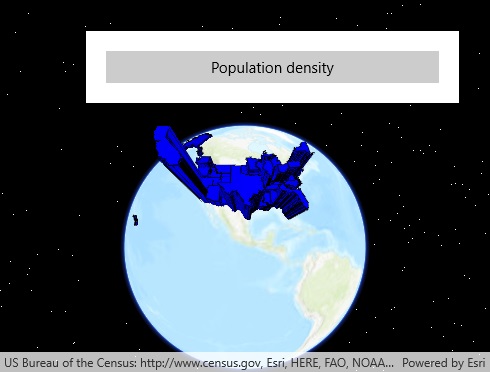 Population density
US Bureau of the Census: http://www.census.gov, Esri, HERE, FAO, NOAA... Powered by Esri